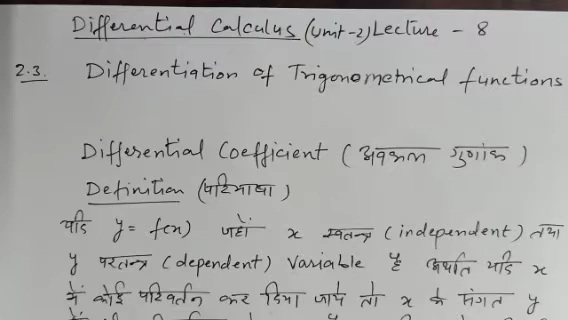 Differential Calculus (Unit-2) Lecture - 8
2.3. Differentiation of Trigonometrical functions
Differential Coefficient (अवकलन गुणांक)
Definition (परिभाषा)
यदि y = f(x) जहाँ x स्वतन्त्र (independent) तथा
y परतन्त्र (dependent) Variable है अर्थात यदि x
में कोई परिवर्तन कर दिया जाये तो x के संगत y